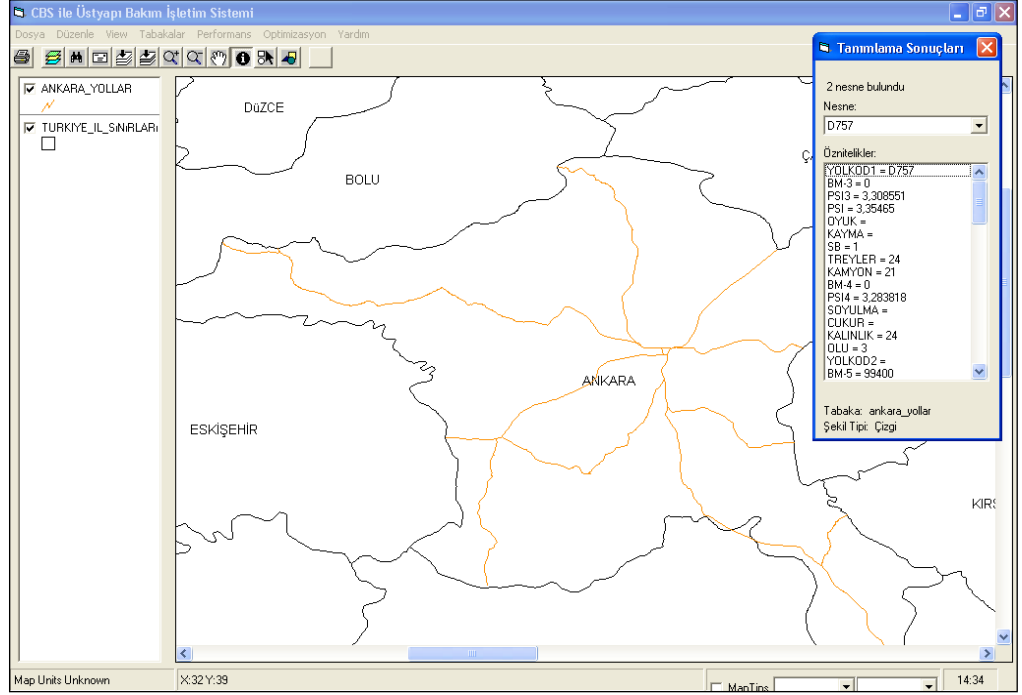 CBS ile Üstyapı Bakım İşletim Sistemi
Dosya Düzenle View Tabakalar Performans Optimizasyon Yardım
ANKARA_YOLLAR
TURKIYE_IL_SıNıRLARı
DüZCE
BOLU
ÇA
ANKARA
ESKİŞEHİR
KIRŞ
Tanımlama Sonuçları
2 nesne bulundu
Nesne:
D757
Öznitelikler:
YOLKOD1 = D757
BM-3 = 0
PSI3 = 3,308551
PSI = 3,35465
OYUK =
KAYMA =
SB = 1
TREYLER = 24
KAMYON = 21
BM-4 = 0
PSI4 = 3,283818
SOYULMA =
CUKUR =
KALINLIK = 24
OLU = 3
YOLKOD2 =
BM-5 = 99400
Tabaka: ankara_yollar
Şekil Tipi: Çizgi
Map Units Unknown
X:32 Y:39
MapTips
14:34